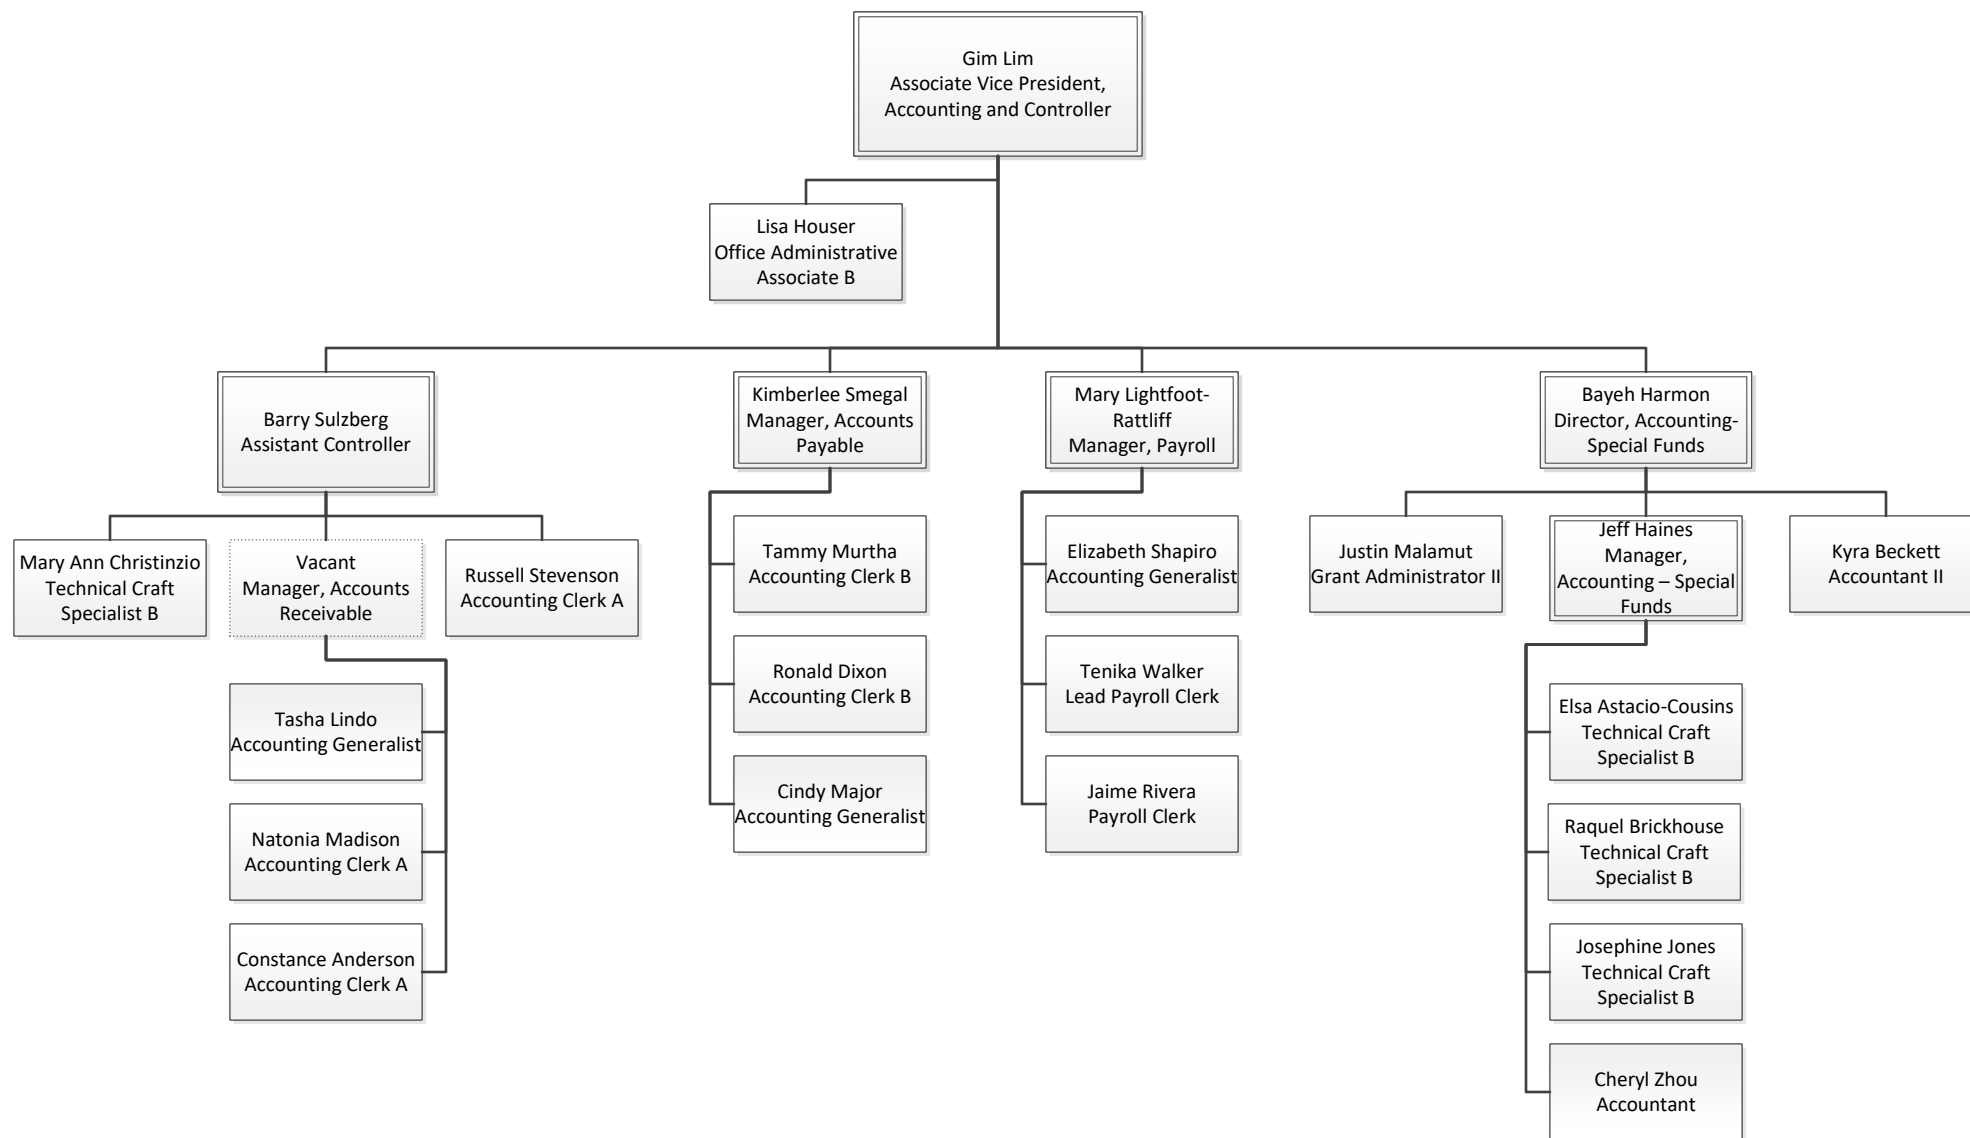 Gim Lim
Associate Vice President,
Accounting and Controller
Lisa Houser
Office Administrative
Associate B
Barry Sulzberg
Assistant Controller
Kimberlee Smegal
Manager, Accounts
Payable
Mary Lightfoot-
Rattliff
Manager, Payroll
Bayeh Harmon
Director, Accounting-
Special Funds
Mary Ann Christinzio
Technical Craft
Specialist B
Vacant
Manager, Accounts
Receivable
Russell Stevenson
Accounting Clerk A
Tasha Lindo
Accounting Generalist
Natonia Madison
Accounting Clerk A
Constance Anderson
Accounting Clerk A
Tammy Murtha
Accounting Clerk B
Ronald Dixon
Accounting Clerk B
Cindy Major
Accounting Generalist
Elizabeth Shapiro
Accounting Generalist
Tenika Walker
Lead Payroll Clerk
Jaime Rivera
Payroll Clerk
Justin Malamut
Grant Administrator II
Jeff Haines
Manager,
Accounting – Special
Funds
Kyra Beckett
Accountant II
Elsa Astacio-Cousins
Technical Craft
Specialist B
Raquel Brickhouse
Technical Craft
Specialist B
Josephine Jones
Technical Craft
Specialist B
Cheryl Zhou
Accountant